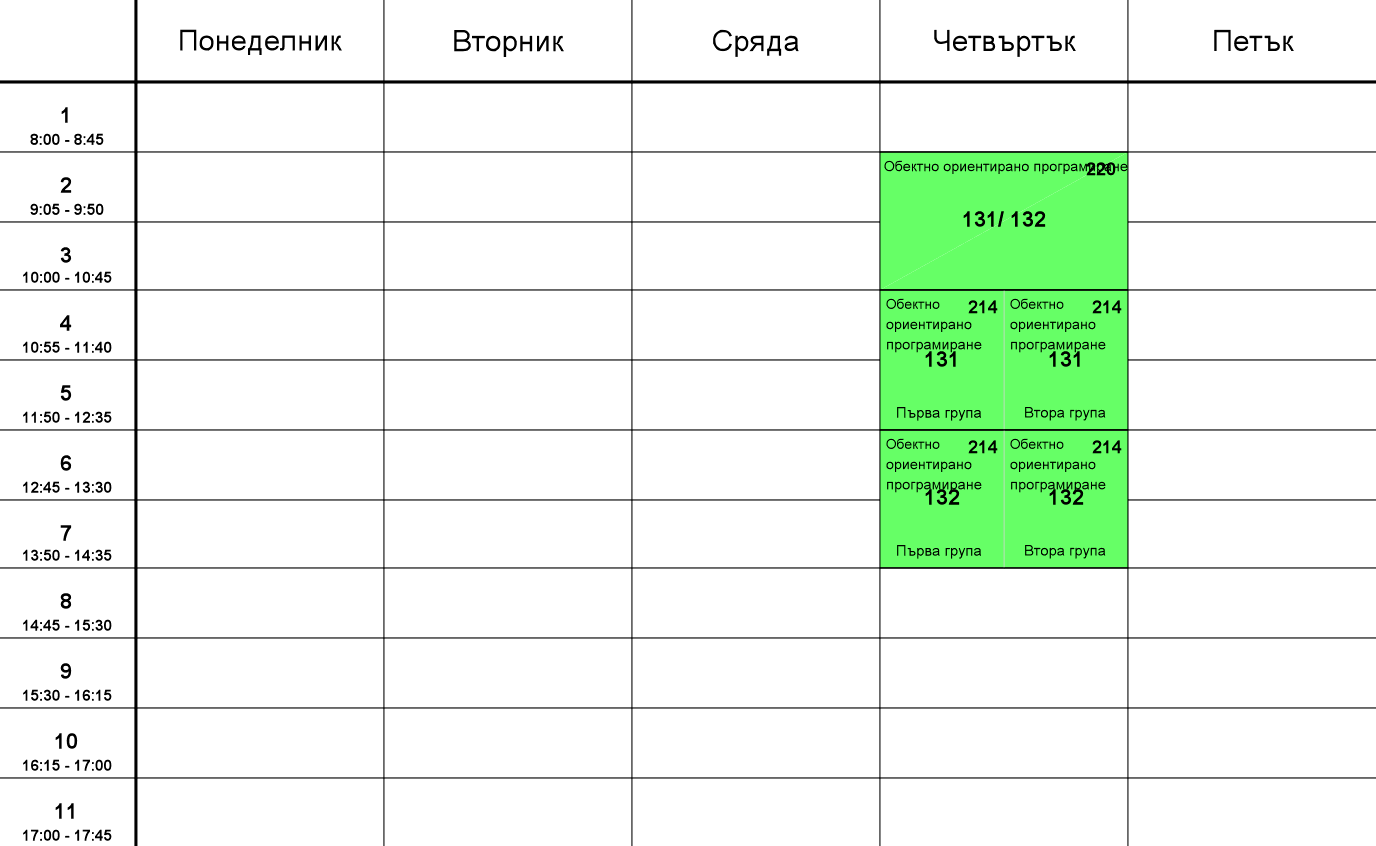 Понеделник
Вторник
Сряда
Четвъртък
Петък
1
8:00 - 8:45
2
9:05 - 9:50
Обектно ориентирано програмиране
220
131/ 132
3
10:00 - 10:45
4
10:55 - 11:40
Обектно
214
ориентирано
програмиране
131
Първа група
Обектно
214
ориентирано
програмиране
131
Втора група
5
11:50 - 12:35
6
12:45 - 13:30
Обектно
214
ориентирано
програмиране
132
Първа група
Обектно
214
ориентирано
програмиране
132
Втора група
7
13:50 - 14:35
8
14:45 - 15:30
9
15:30 - 16:15
10
16:15 - 17:00
11
17:00 - 17:45